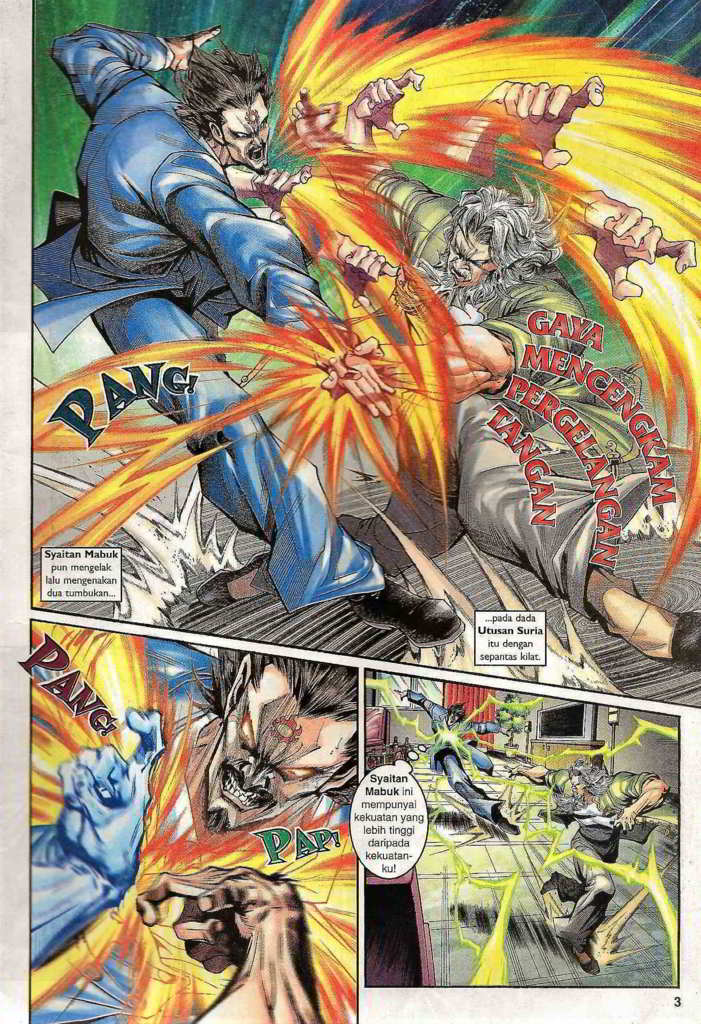 GAYA
MENCENGKAM
PERGELANGAN
TANGAN
PANG!
Syaitan Mabuk
pun mengelak
lalu mengenakan
dua tumbukan...
...pada dada
Utusan Suria
itu dengan
sepantas kilat.
PANG!
PAP!
Syaitan
Mabuk ini
mempunyai
kekuatan yang
lebih tinggi
daripada
kekuatan-
ku!
3